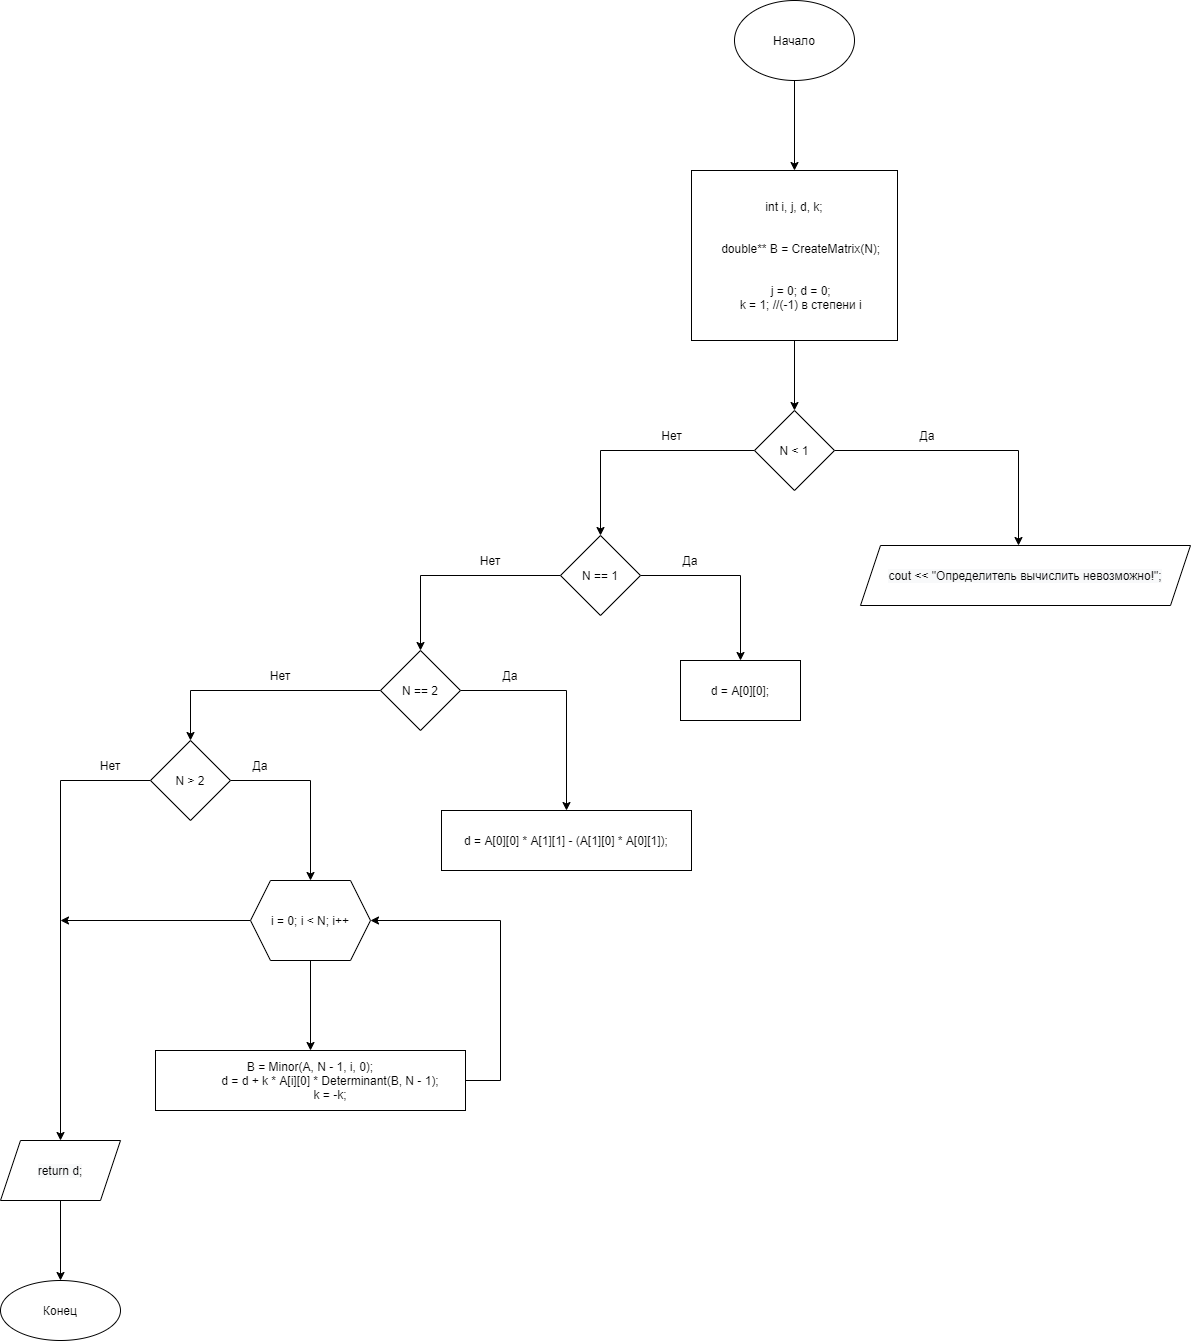 Начало
int i, j, d, k;
double** B = CreateMatrix(N);
j = 0; d = 0;
k = 1; //(-1) в степени i
Нет
Да
N < 1
Нет
Да
N == 1
cout << "Определитель вычислить невозможно!";
Нет
Да
N == 2
d = A[0][0];
Нет
Да
N > 2
d = A[0][0] * A[1][1] - (A[1][0] * A[0][1]);
i = 0; i < N; i++
B = Minor(A, N - 1, i, 0);
d = d + k * A[i][0] * Determinant(B, N - 1);
k = -k;
return d;
Конец